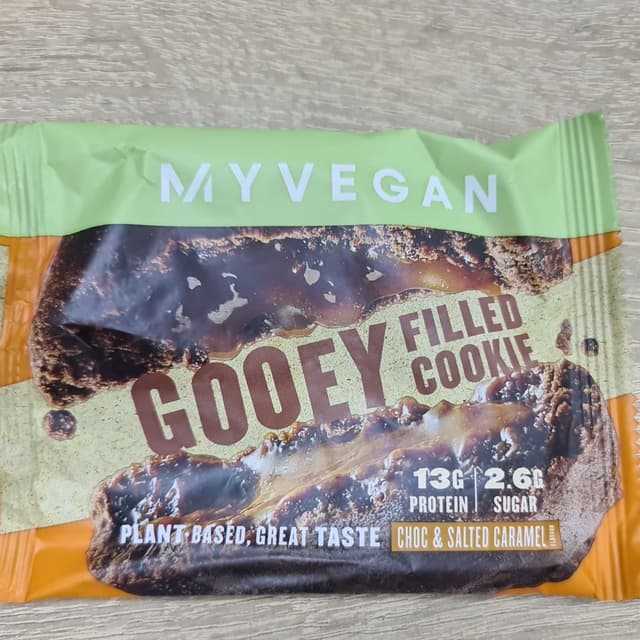 MYVEGAN
GOOEY
FILLED
COOKIE
13G PROTEIN
2.6G SUGAR
PLANT-BASED, GREAT TASTE
CHOC & SALTED CARAMEL